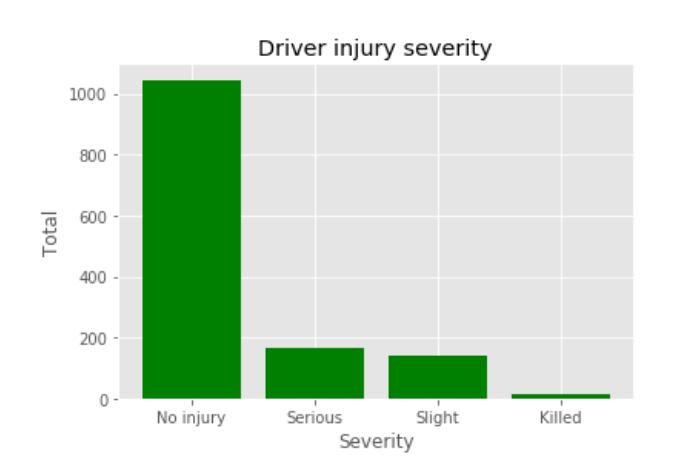 Driver injury severity
1000
800
600
400
200
0
Total
No injury Serious Slight Killed
Severity